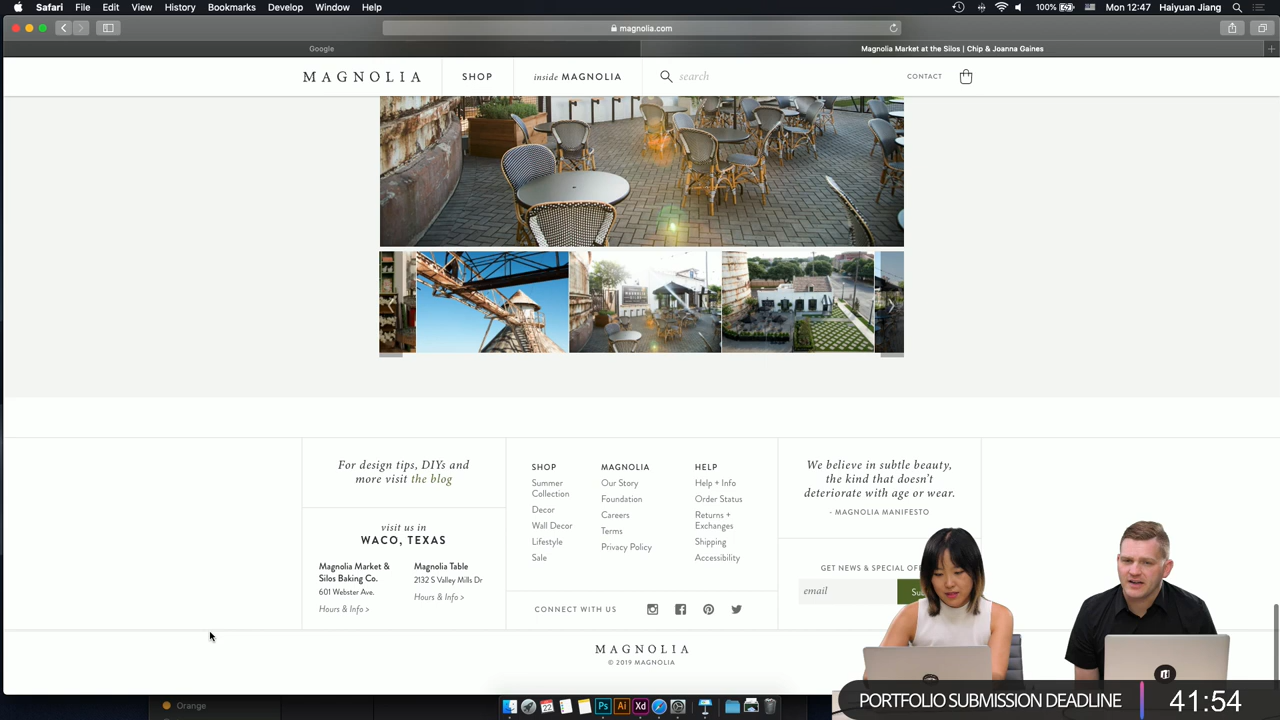 Safari File Edit View History Bookmarks Develop Window Help
100% Mon 12:47 Haiyuan Jiang
magnolia.com
Google
Magnolia Market at the Silos | Chip & Joanna Gaines
MAGNOLIA
SHOP
inside MAGNOLIA
search
CONTACT
For design tips, DIYs and
more visit the blog
visit us in
WACO, TEXAS
Magnolia Market &
Silos Baking Co.
601 Webster Ave.
Hours & Info >
Magnolia Table
2132 S Valley Mills Dr
Hours & Info >
SHOP
Summer
Collection
Decor
Wall Decor
Lifestyle
Sale
MAGNOLIA
Our Story
Foundation
Careers
Terms
Privacy Policy
HELP
Help + Info
Order Status
Returns +
Exchanges
Shipping
Accessibility
CONNECT WITH US
We believe in subtle beauty,
the kind that doesn't
deteriorate with age or wear.
- MAGNOLIA MANIFESTO
GET NEWS & SPECIAL
email
MAGNOLIA
© 2019 MAGNOLIA
Orange
Ps Ai Xd
PORTFOLIO SUBMISSION DEADLINE 41:54